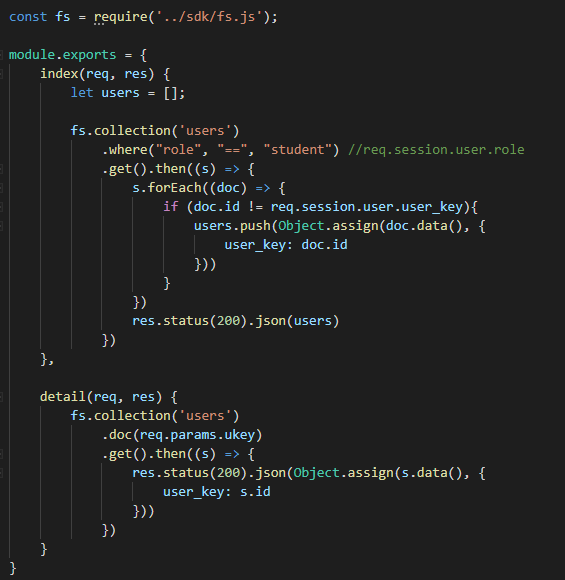 const fs = require('../sdk/fs.js');

module.exports = {
    index(req, res) {
        let users = [];

        fs.collection('users')
            .where("role", "==", "student") //req.session.user.role
            .get().then((s) => {
                s.forEach((doc) => {
                    if (doc.id != req.session.user.user_key){
                        users.push(Object.assign(doc.data(), {
                            user_key: doc.id
                        }))
                    }
                })
                res.status(200).json(users)
            })
    },

    detail(req, res) {
        fs.collection('users')
            .doc(req.params.ukey)
            .get().then((s) => {
                res.status(200).json(Object.assign(s.data(), {
                    user_key: s.id
                }))
            })
    }
}